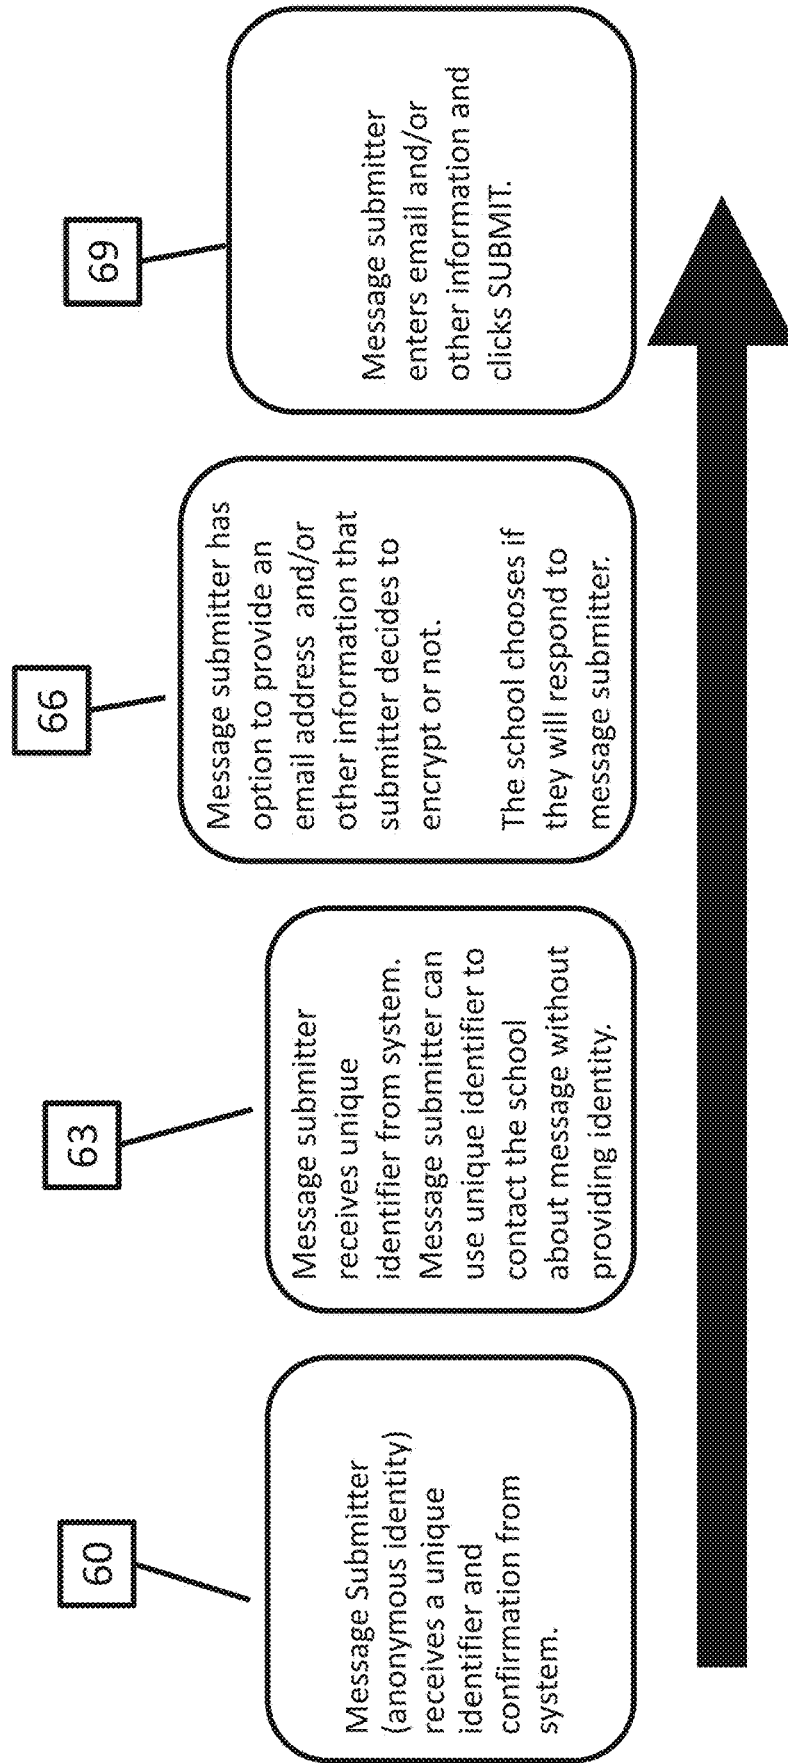 60
Message Submitter
(anonymous identity)
receives a unique
identifier and
confirmation from
system.
63
Message submitter
receives unique
identifier from system.
Message submitter can
use unique identifier to
contact the school
about message without
providing identity.
66
Message submitter has
option to provide an
email address and/or
other information that
submitter decides to
encrypt or not.
The school chooses if
they will respond to
message submitter.
69
Message submitter
enters email and/or
other information and
clicks SUBMIT.